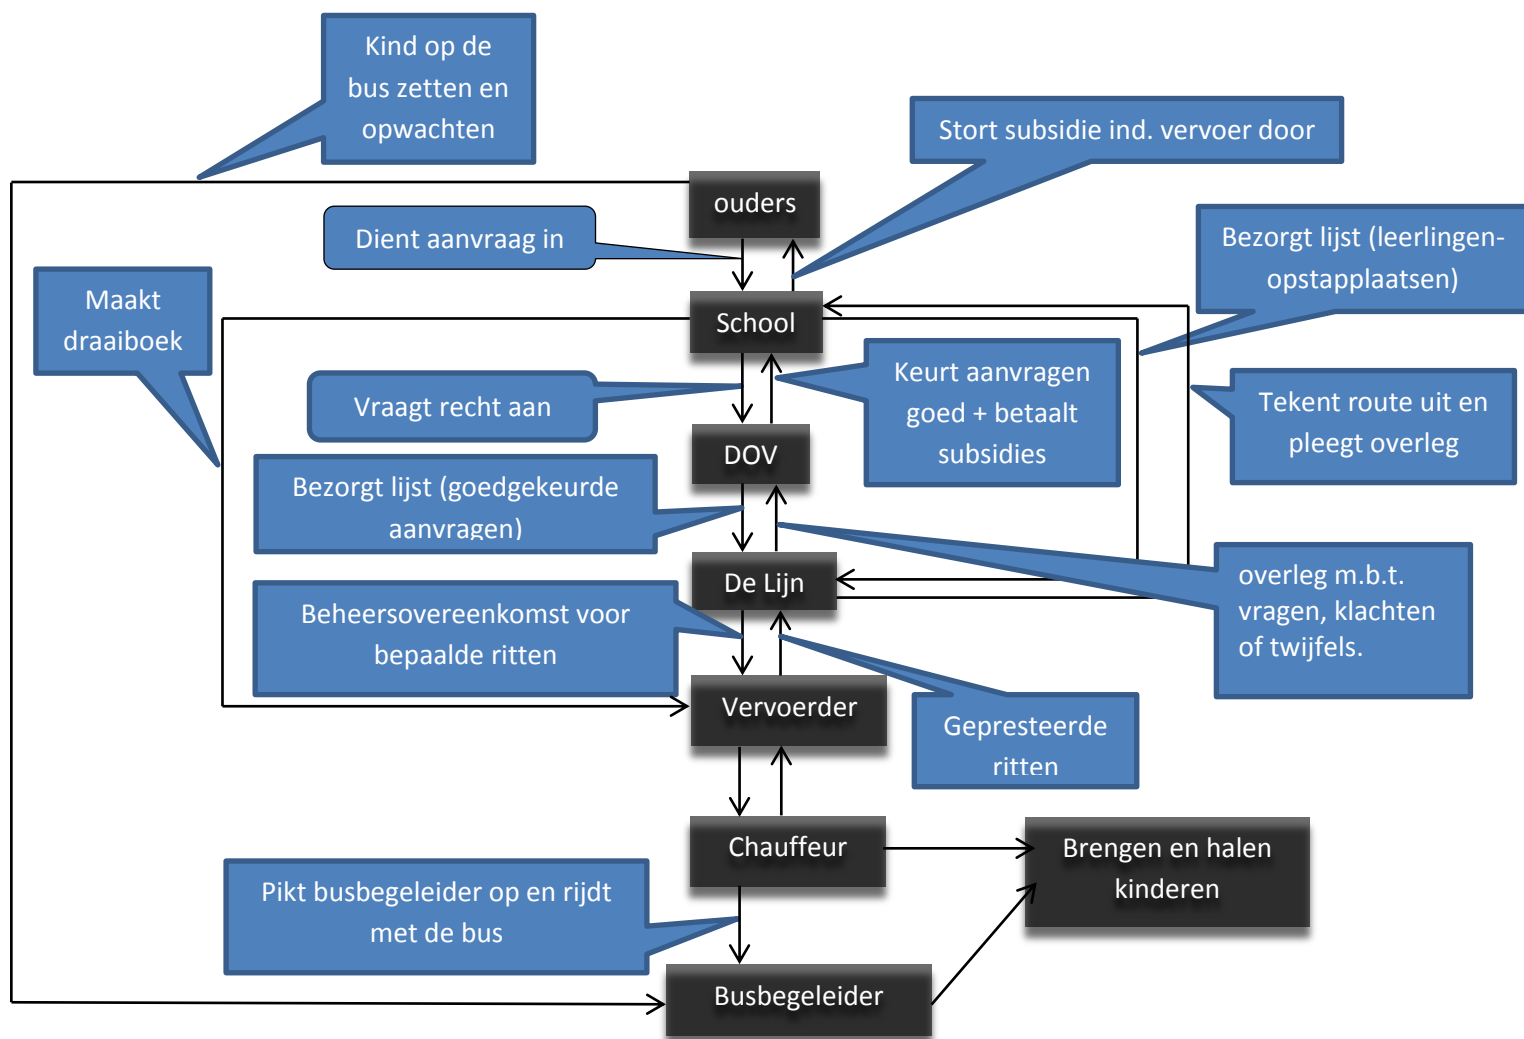 Kind op de
bus zetten en
opwachten
Stort subsidie ind. vervoer door
ouders
Dient aanvraag in
Bezorgt lijst (leerlingen-
opstapplaatsen)
Maakt
draaiboek
School
Vraagt recht aan
Keurt aanvragen
goed + betaalt
subsidies
Tekent route uit en
pleegt overleg
DOV
Bezorgt lijst (goedgekeurde
aanvragen)
De Lijn
overleg m.b.t.
vragen, klachten
of twijfels.
Beheersovereenkomst voor
bepaalde ritten
Vervoerder
Gepresteerde
ritten
Chauffeur
Brengen en halen
kinderen
Pikt busbegeleider op en rijdt
met de bus
Busbegeleider